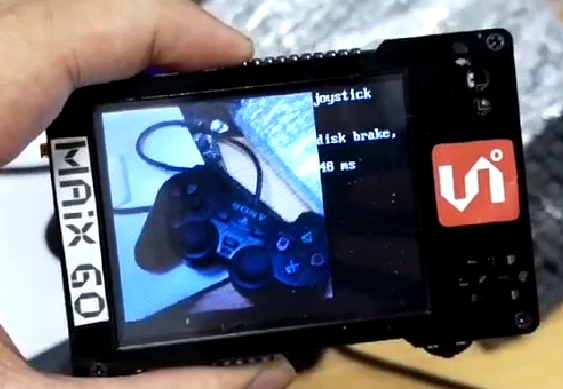 joystick
disk brake,
48 ms
MAiX GO
SONY